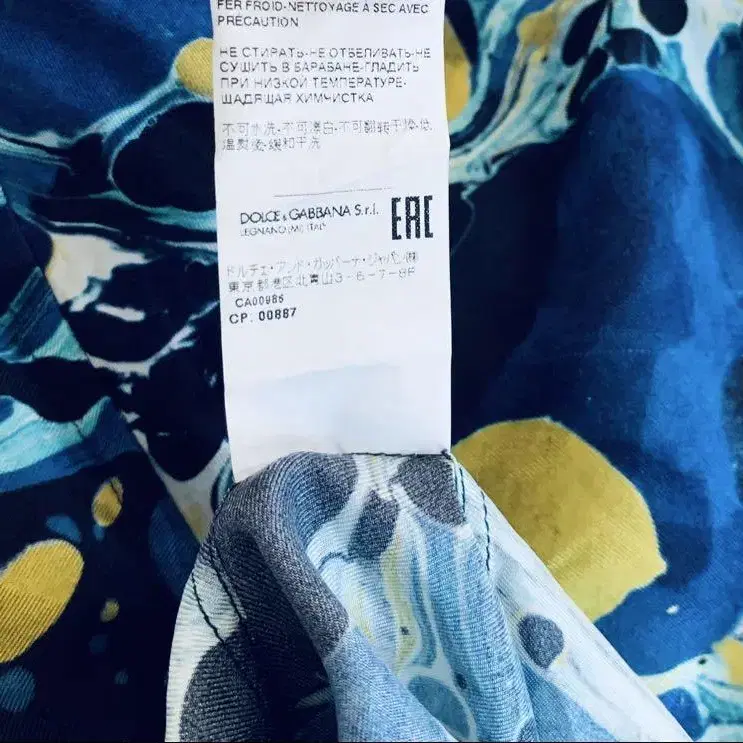 FER FROID-NETTOYAGE À SEC AVEC
PRÉCAUTION
НЕ СТИРАТЬ-НЕ ОТБЕЛИВАТЬ-НЕ
СУШИТЬ В БАРАБАНЕ-ГЛАДИТЬ
ПРИ НИЗКОЙ ТЕМПЕРАТУРЕ-
ЩАДЯЩАЯ ХИМЧИСТКА
不可水洗-不可漂白-不可翻转干燥-低
温熨烫-缓和干洗
DOLCE & GABBANA S.r.l.
LEGNANO (MI) ITALY
EAC
ドルチェ・アンド・ガッバーナ・ジャパン(株)
東京都港区北青山3-6-7-8F
CA00986
CP. 00887